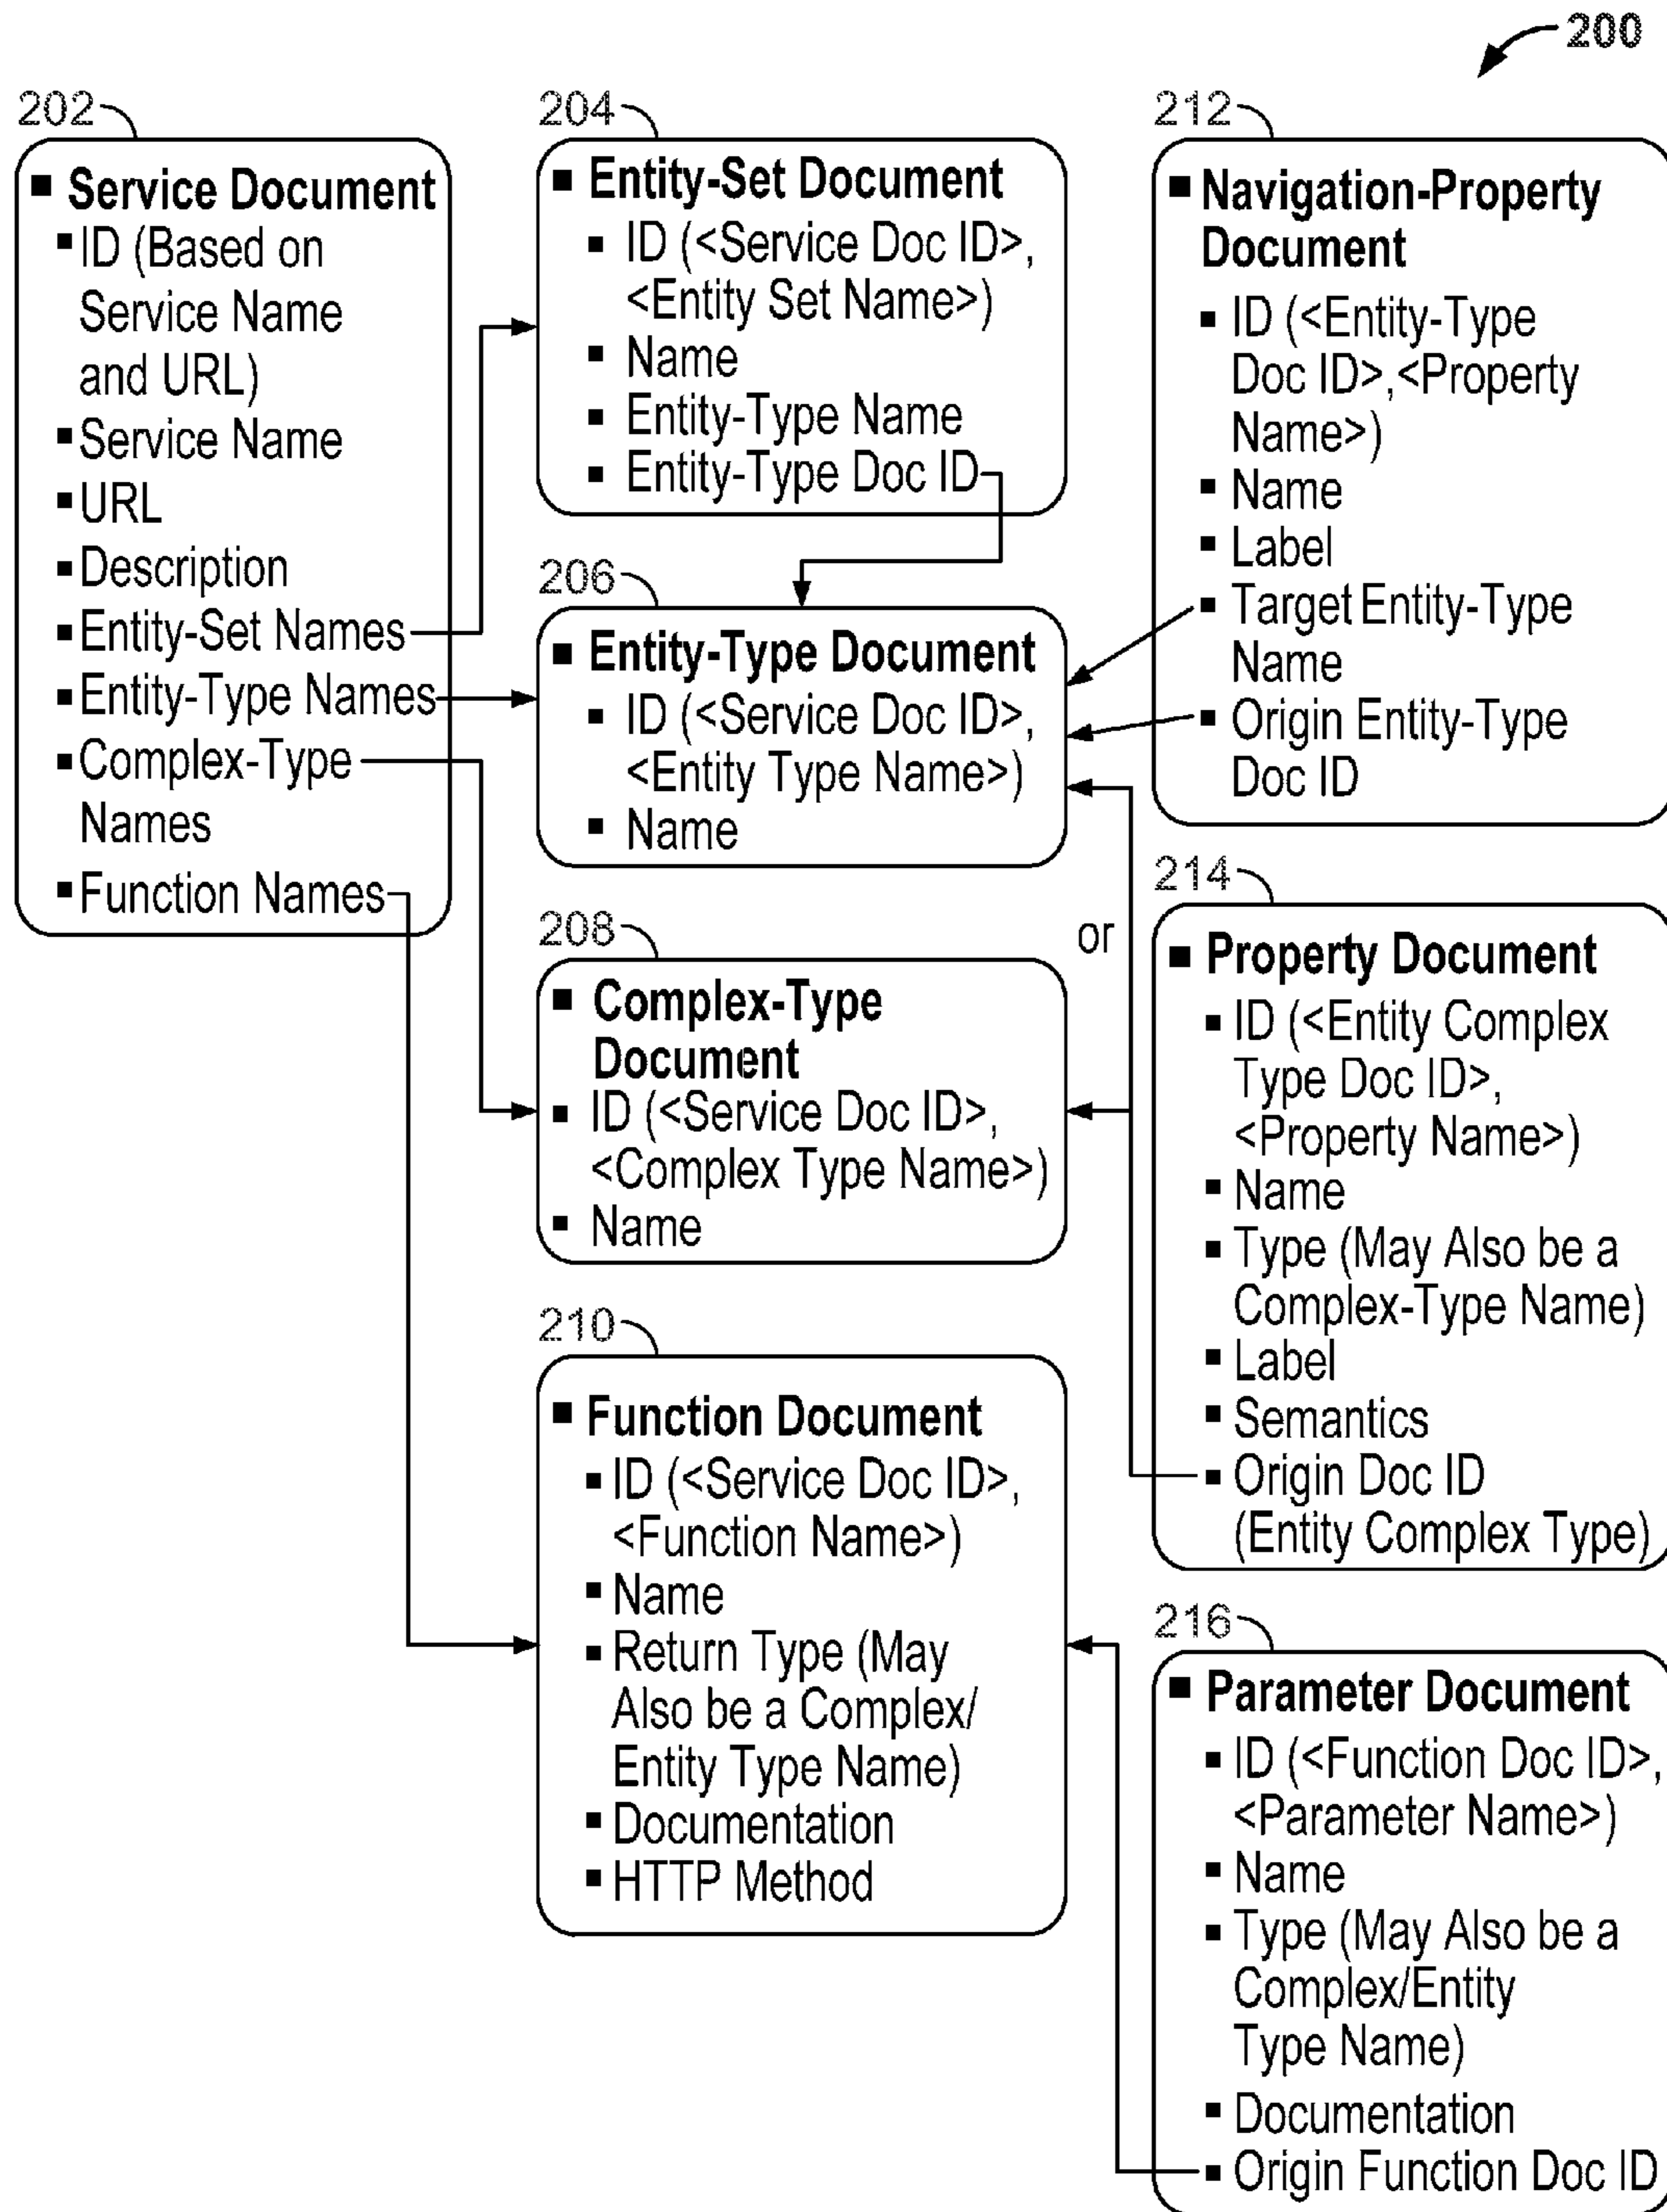 200
202
■ Service Document
▪ ID (Based on
Service Name
and URL)
▪ Service Name
▪ URL
▪ Description
▪ Entity-Set Names
▪ Entity-Type Names
▪ Complex-Type
Names
▪ Function Names
204
■ Entity-Set Document
▪ ID (<Service Doc ID>,
<Entity Set Name>)
▪ Name
▪ Entity-Type Name
▪ Entity-Type Doc ID
206
■ Entity-Type Document
▪ ID (<Service Doc ID>,
<Entity Type Name>)
▪ Name
208
■ Complex-Type
Document
▪ ID (<Service Doc ID>,
<Complex Type Name>)
▪ Name
210
■ Function Document
▪ ID (<Service Doc ID>,
<Function Name>)
▪ Name
▪ Return Type (May
Also be a Complex/
Entity Type Name)
▪ Documentation
▪ HTTP Method
212
■ Navigation-Property
Document
▪ ID (<Entity-Type
Doc ID>,<Property
Name>)
▪ Name
▪ Label
▪ Target Entity-Type
Name
▪ Origin Entity-Type
Doc ID
or
214
■ Property Document
▪ ID (<Entity Complex
Type Doc ID>,
<Property Name>)
▪ Name
▪ Type (May Also be a
Complex-Type Name)
▪ Label
▪ Semantics
▪ Origin Doc ID
(Entity Complex Type)
216
■ Parameter Document
▪ ID (<Function Doc ID>,
<Parameter Name>)
▪ Name
▪ Type (May Also be a
Complex/Entity
Type Name)
▪ Documentation
▪ Origin Function Doc ID